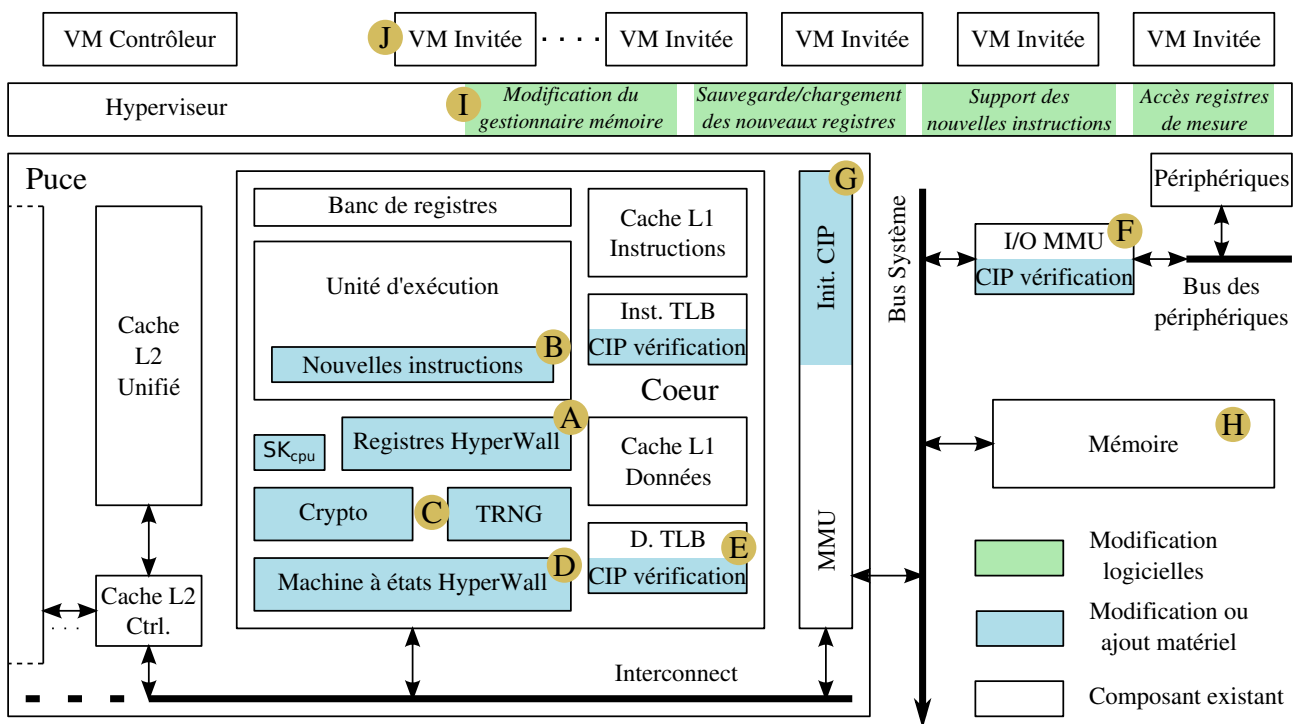 VM Contrôleur
J
VM Invitée
. . . .
VM Invitée
VM Invitée
VM Invitée
VM Invitée
Hyperviseur
I
Modification du
gestionnaire mémoire
Sauvegarde/chargement
des nouveaux registres
Support des
nouvelles instructions
Accès registres
de mesure
Puce
Cache
L2
Unifié
Cache L2
Ctrl.
. . .
Banc de registres
Unité d'exécution
Nouvelles instructions
B
Cache L1
Instructions
Inst. TLB
CIP vérification
Coeur
SKcpu
Registres HyperWall
A
Cache L1
Données
Crypto
C
TRNG
D. TLB
CIP vérification
E
Machine à états HyperWall
D
G
Init. CIP
MMU
Interconnect
Bus Système
I/O MMU
CIP vérification
F
Périphériques
Bus des
périphériques
Mémoire
H
Modification
logicielles
Modification ou
ajout matériel
Composant existant